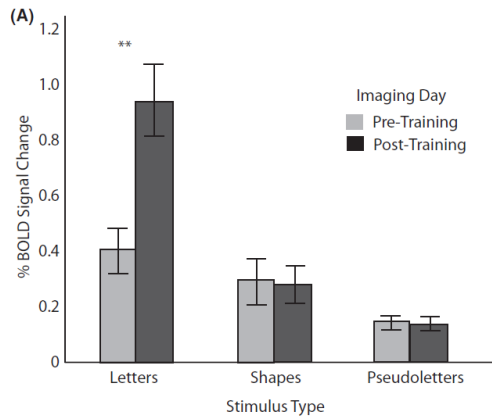 (A)
1.2
**
1.0
Imaging Day
Pre-Training
0.8
Post-Training
% BOLD Signal Change
0.6
0.4
0.2
0
Letters Shapes Pseudoletters
Stimulus Type